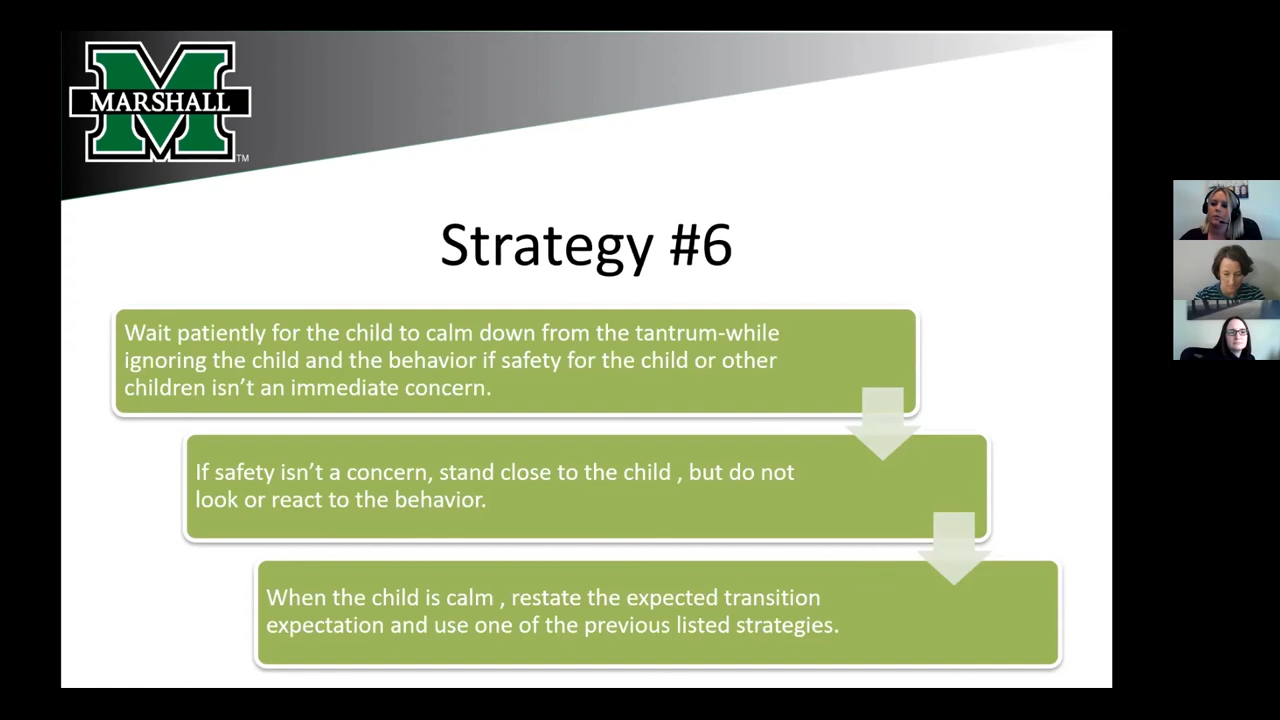 MARSHALL
TM
Strategy #6
Wait patiently for the child to calm down from the tantrum-while
ignoring the child and the behavior if safety for the child or other
children isn’t an immediate concern.
If safety isn’t a concern, stand close to the child , but do not
look or react to the behavior.
When the child is calm , restate the expected transition
expectation and use one of the previous listed strategies.